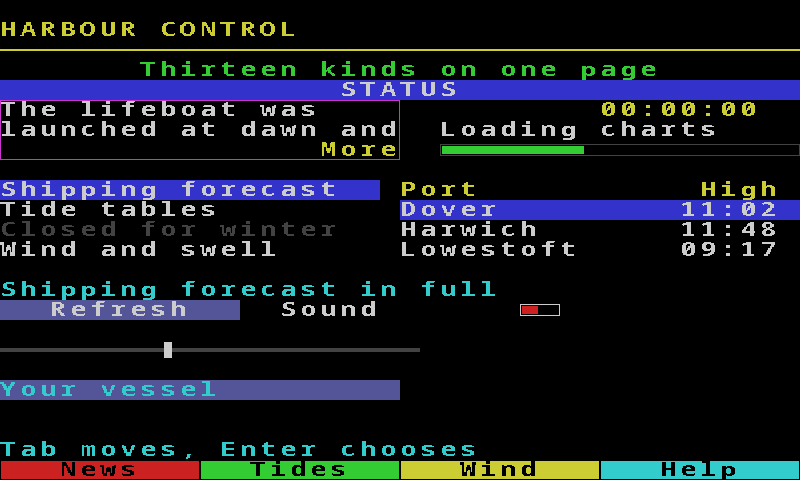 HARBOUR CONTROL
Thirteen kinds on one page
STATUS
The lifeboat was
launched at dawn and
More
00:00:00
Loading charts
Shipping forecast
Tide tables
Closed for winter
Wind and swell
Port High
Dover 11:02
Harwich 11:48
Lowestoft 09:17
Shipping forecast in full
Refresh Sound
Your vessel
Tab moves, Enter chooses
News Tides Wind Help